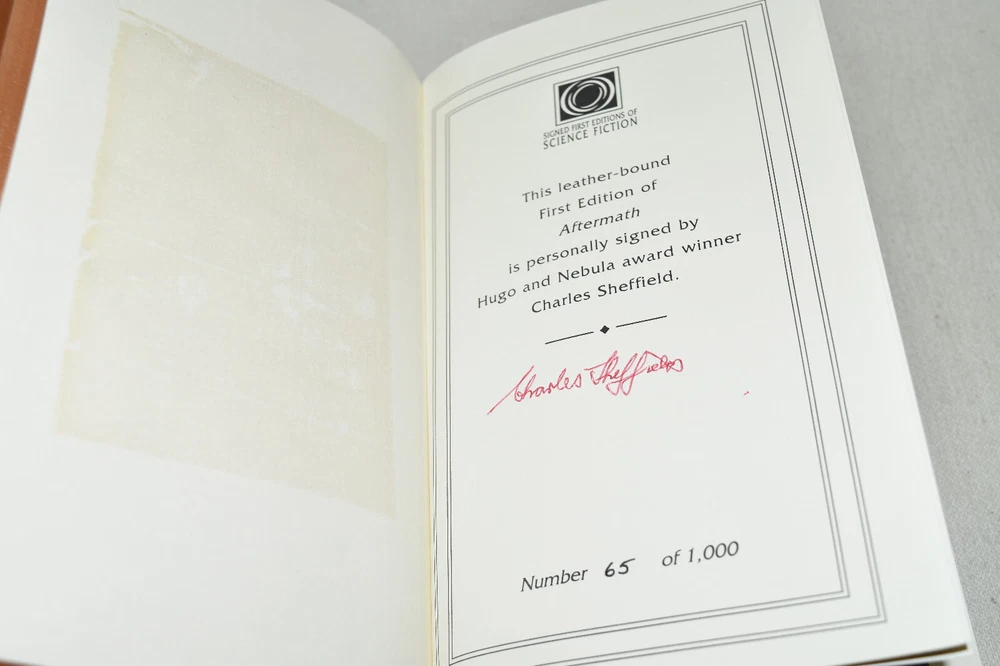 SIGNED FIRST EDITIONS OF
SCIENCE FICTION
This leather-bound
First Edition of
Aftermath
is personally signed by
Hugo and Nebula award winner
Charles Sheffield.
Charles Sheffield
Number 65 of 1,000